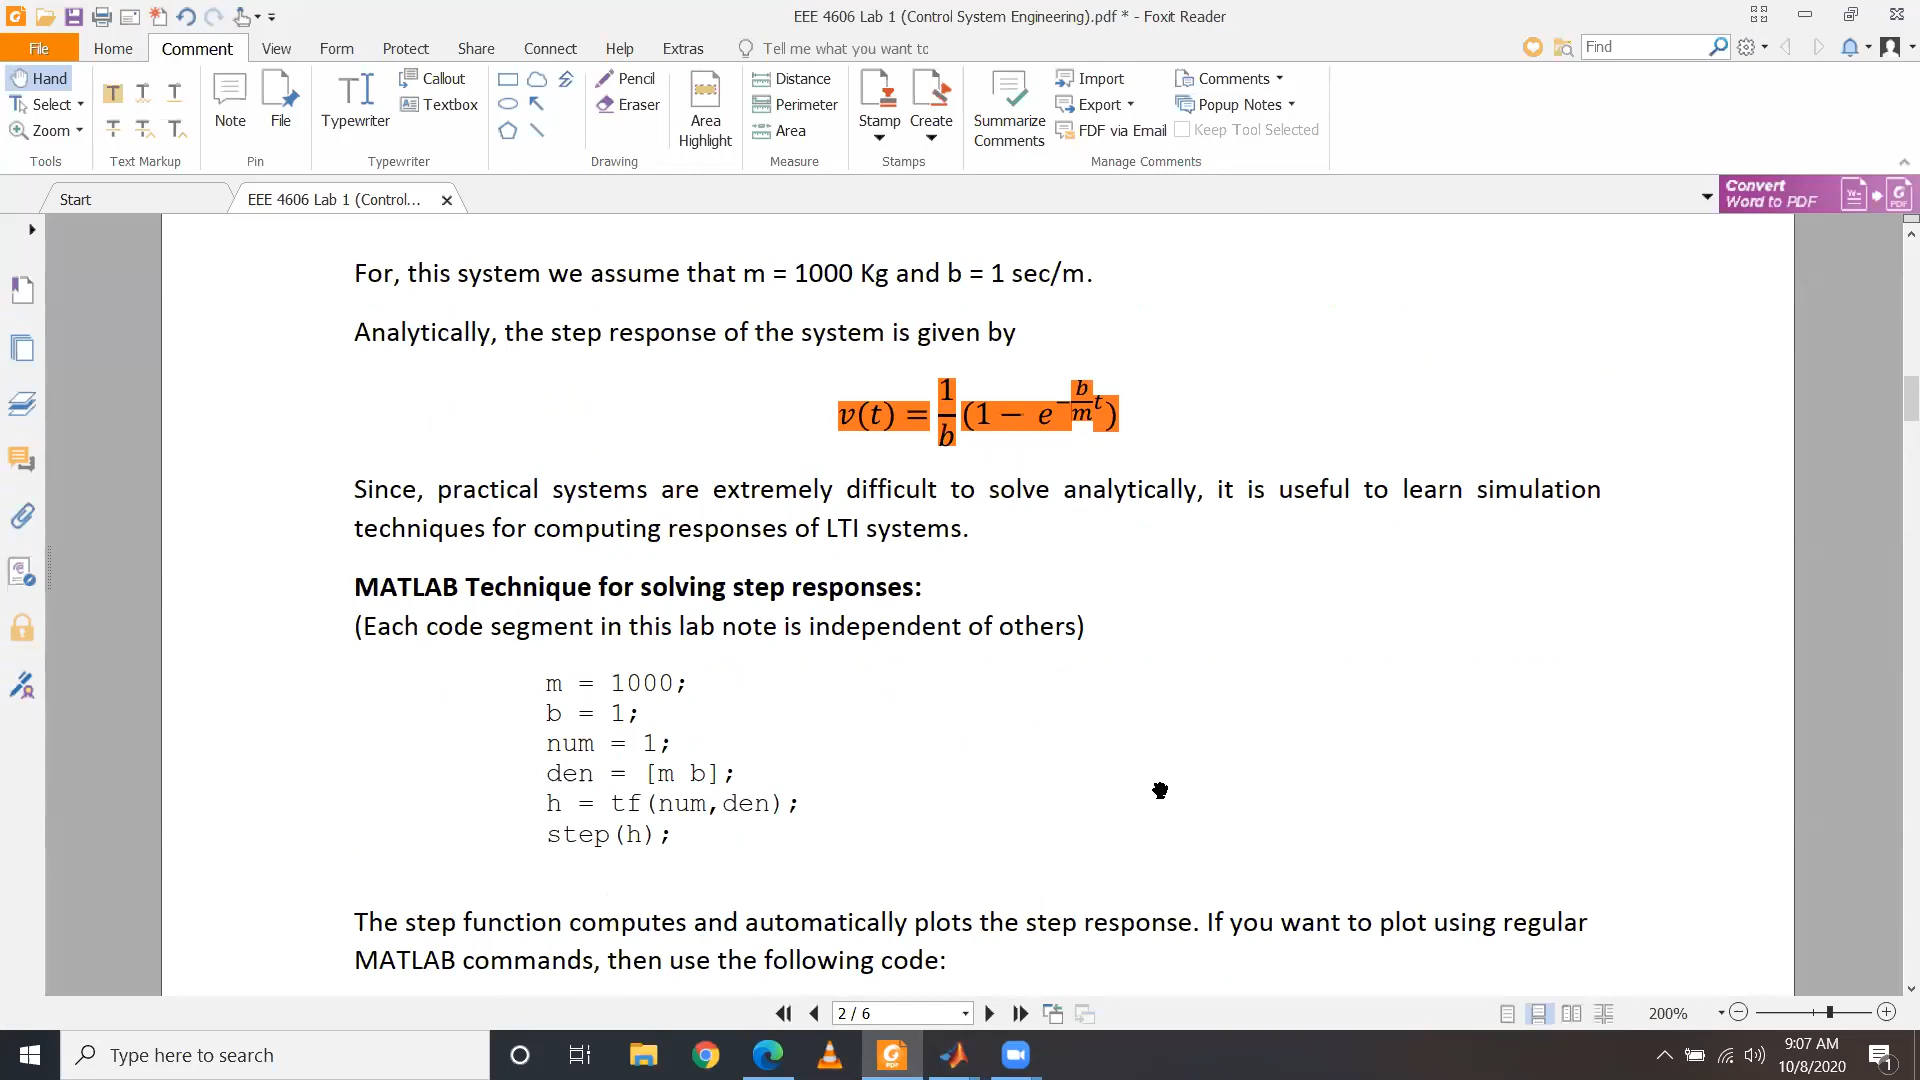 EEE 4606 Lab 1 (Control System Engineering).pdf * - Foxit Reader
File Home Comment View Form Protect Share View Connect Help Extras Tell me what you want to Find
Hand Select Zoom Tools
Text Markup
Note File Pin
Typewriter Callout Textbox Typewriter
Pencil Eraser Area Highlight Drawing
Distance Perimeter Area Measure
Stamp Create Stamps
Summarize Comments Import Export FDF via Email Comments Popup Notes Keep Tool Selected Manage Comments
Start EEE 4606 Lab 1 (Control...
Convert
Word to PDF
For, this system we assume that m = 1000 Kg and b = 1 sec/m.
Analytically, the step response of the system is given by
v(t) = 1/b (1 − e^{−b/m t})
Since, practical systems are extremely difficult to solve analytically, it is useful to learn simulation
techniques for computing responses of LTI systems.
MATLAB Technique for solving step responses:
(Each code segment in this lab note is independent of others)
m = 1000;
b = 1;
num = 1;
den = [m b];
h = tf(num,den);
step(h);
The step function computes and automatically plots the step response. If you want to plot using regular
MATLAB commands, then use the following code:
2 / 6
200%
Type here to search
9:07 AM
10/8/2020
1